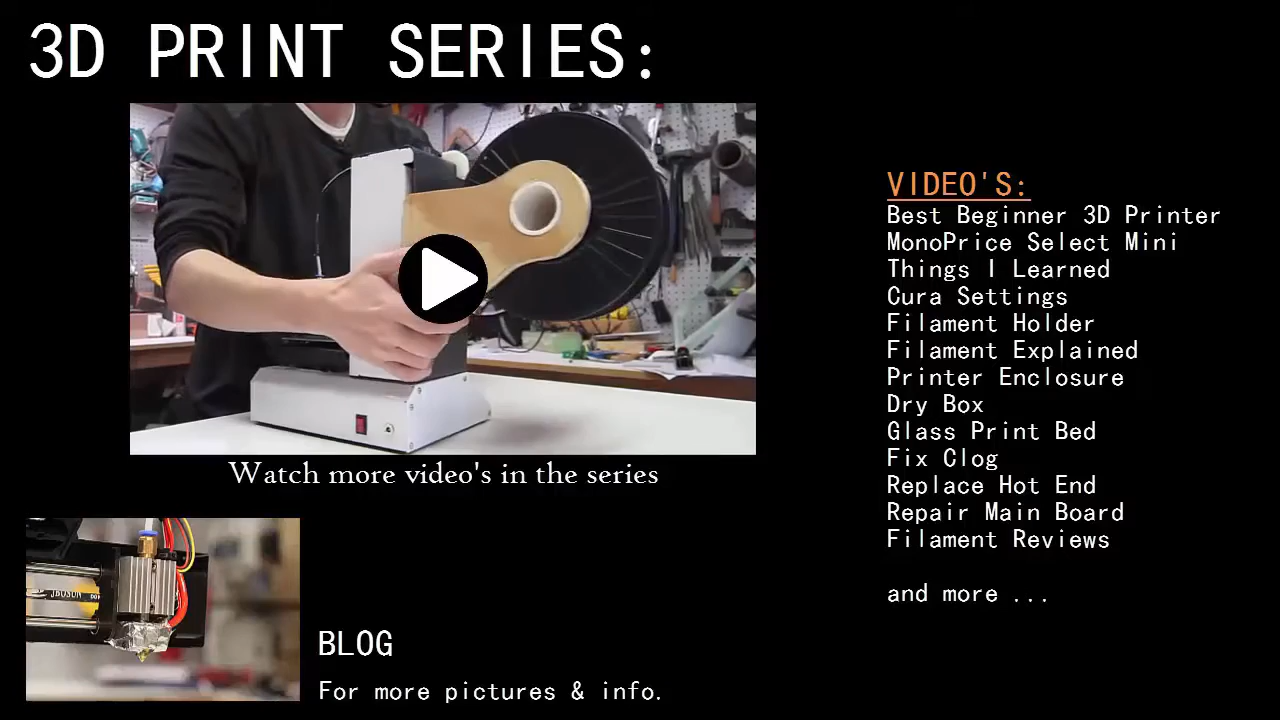 3D PRINT SERIES:
Watch more video's in the series
VIDEO'S:
Best Beginner 3D Printer
MonoPrice Select Mini
Things I Learned
Cura Settings
Filament Holder
Filament Explained
Printer Enclosure
Dry Box
Glass Print Bed
Fix Clog
Replace Hot End
Repair Main Board
Filament Reviews
and more ...
JBOSON
BLOG
For more pictures & info.